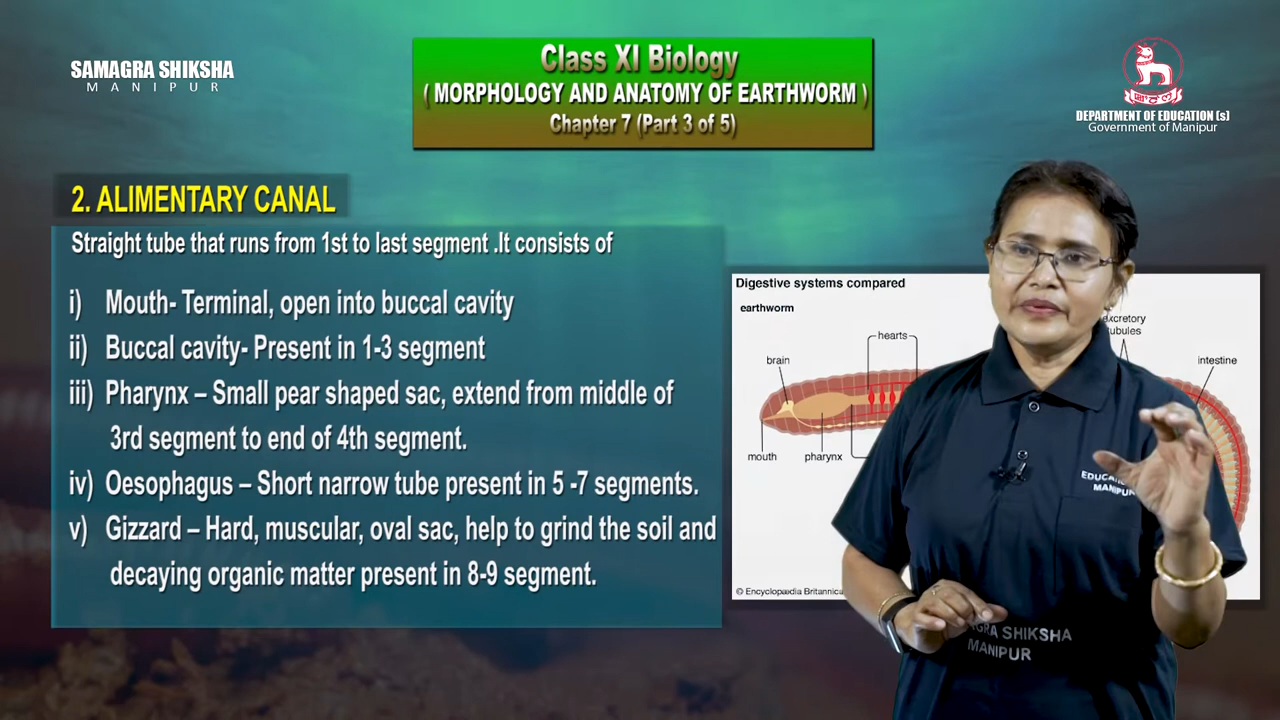 SAMAGRA SHIKSHA
MANIPUR
Class XI Biology
( MORPHOLOGY AND ANATOMY OF EARTHWORM )
Chapter 7 (Part 3 of 5)
DEPARTMENT OF EDUCATION (s)
Government of Manipur
2. ALIMENTARY CANAL
Straight tube that runs from 1st to last segment .It consists of
i) Mouth- Terminal, open into buccal cavity
ii) Buccal cavity- Present in 1-3 segment
iii) Pharynx – Small pear shaped sac, extend from middle of
3rd segment to end of 4th segment.
iv) Oesophagus – Short narrow tube present in 5 -7 segments.
v) Gizzard – Hard, muscular, oval sac, help to grind the soil and
decaying organic matter present in 8-9 segment.
Digestive systems compared
earthworm
hearts
brain
mouth
pharynx
excretory
tubules
intestine
© Encyclopædia Britannica
MANIPUR
SHIKSHA
MANIPUR